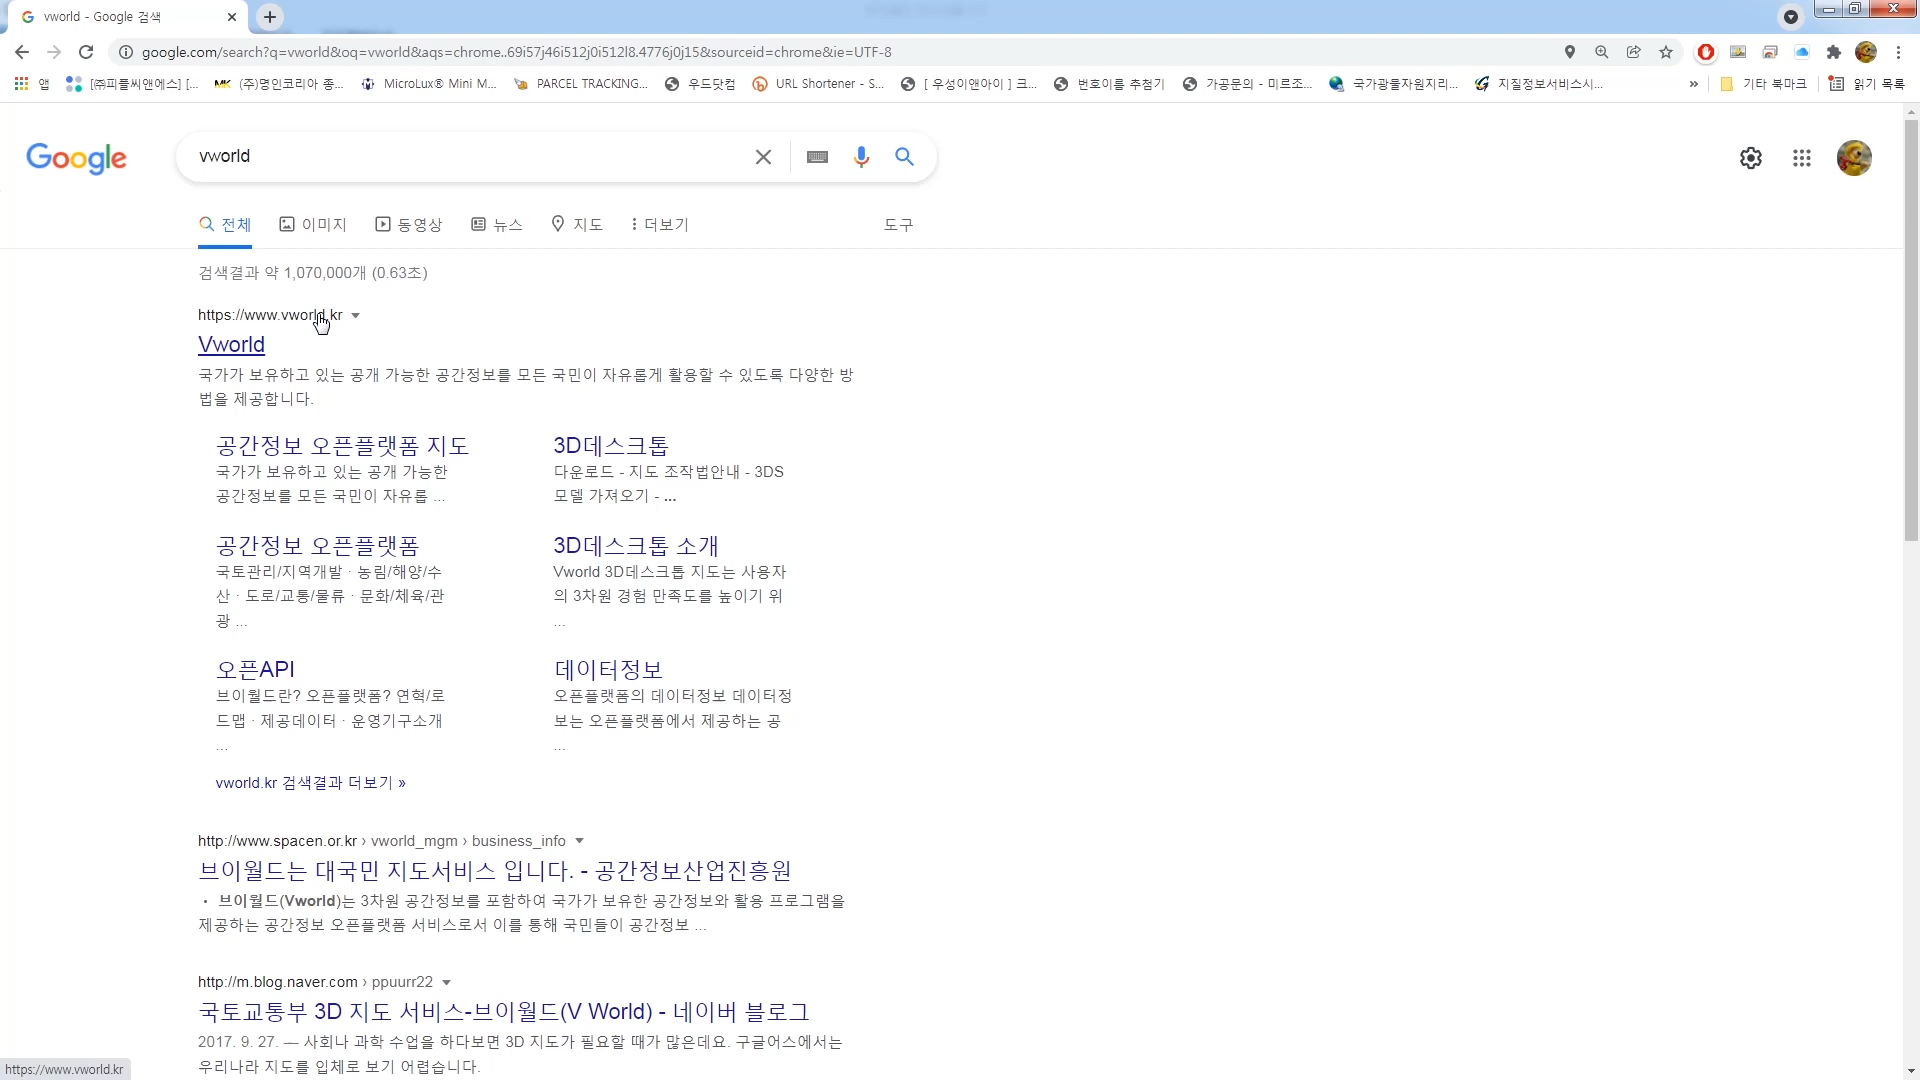 vworld - Google 검색
google.com/search?q=vworld&oq=vworld&aqs=chrome..69i57j46i512j0i512l8.4776j0j15&sourceid=chrome&ie=UTF-8
앱 [㈜피플씨앤에스] [... MK (주)명인코리아 종... MicroLux® Mini M... PARCEL TRACKING... 우드닷컴 URL Shortener - S... [ 우성이앤아이 ] 크... 번호이름 추첨기 가공문의 - 미르조... 국가광물자원지리... 지질정보서비스시... » 기타 북마크 읽기 목록
Google
vworld
전체 이미지 동영상 뉴스 지도 더보기 도구
검색결과 약 1,070,000개 (0.63초)
https://www.vworld.kr
Vworld
국가가 보유하고 있는 공개 가능한 공간정보를 모든 국민이 자유롭게 활용할 수 있도록 다양한 방
법을 제공합니다.
공간정보 오픈플랫폼 지도
국가가 보유하고 있는 공개 가능한
공간정보를 모든 국민이 자유롭 ...
3D데스크톱
다운로드 - 지도 조작법안내 - 3DS
모델 가져오기 - ...
공간정보 오픈플랫폼
국토관리/지역개발 · 농림/해양/수
산 · 도로/교통/물류 · 문화/체육/관
광 ...
3D데스크톱 소개
Vworld 3D데스크톱 지도는 사용자
의 3차원 경험 만족도를 높이기 위
...
오픈API
브이월드란? 오픈플랫폼? 연혁/로
드맵 · 제공데이터 · 운영기구소개
...
데이터정보
오픈플랫폼의 데이터정보 데이터정
보는 오픈플랫폼에서 제공하는 공
...
vworld.kr 검색결과 더보기 »
http://www.spacen.or.kr › vworld_mgm › business_info
브이월드는 대국민 지도서비스 입니다. - 공간정보산업진흥원
· 브이월드(Vworld)는 3차원 공간정보를 포함하여 국가가 보유한 공간정보와 활용 프로그램을
제공하는 공간정보 오픈플랫폼 서비스로서 이를 통해 국민들이 공간정보 ...
http://m.blog.naver.com › ppuurr22
국토교통부 3D 지도 서비스-브이월드(V World) - 네이버 블로그
2017. 9. 27. — 사회나 과학 수업을 하다보면 3D 지도가 필요할 때가 많은데요. 구글어스에서는
우리나라 지도를 입체로 보기 어렵습니다.
https://www.vworld.kr